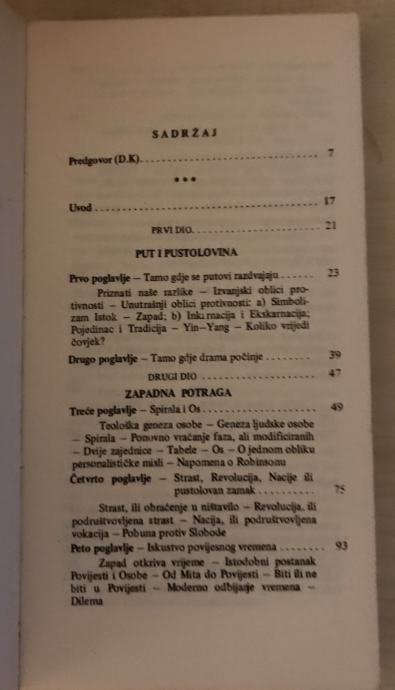 SADRŽAJ
Predgovor (D.K.) 7
***
Uvod 17
PRVI DIO. 21
PUT I PUSTOLOVINA
Prvo poglavlje – Tamo gdje se putovi razdvajaju 23
Priznati naše razlike – Izvanjski oblici pro-
tivnosti – Unutrašnji oblici protivnosti: a) Simboli-
zam Istok – Zapad; b) Inkarnacija i Ekskarnacija;
Pojedinac i Tradicija – Yin–Yang – Koliko vrijedi
čovjek?
Drugo poglavlje – Tamo gdje drama počinje 39
DRUGI DIO 47
ZAPADNA POTRAGA
Treće poglavlje – Spirala i Os 49
Teološka geneza osobe – Geneza ljudske osobe
– Spirala – Ponovno vraćanje faza, ali modificiranih
– Dvije zajednice – Tabele – Os – O jednom obliku
personalističke misli – Napomena o Robinsonu
Četvrto poglavlje – Strast, Revolucija, Nacije ili
pustolovan zamak 75
Strast, ili obraćenje u ništavilo – Revolucija, ili
podruštvovljena strast – Nacija, ili podruštvovljena
vokacija – Pobuna protiv Slobode
Peto poglavlje – Iskustvo povijesnog vremena 93
Zapad otkriva vrijeme – Istodobni postanak
Povijesti i Osobe – Od Mita do Povijesti – Biti ili ne
biti u Povijesti – Moderno odbijanje vremena –
Dilema